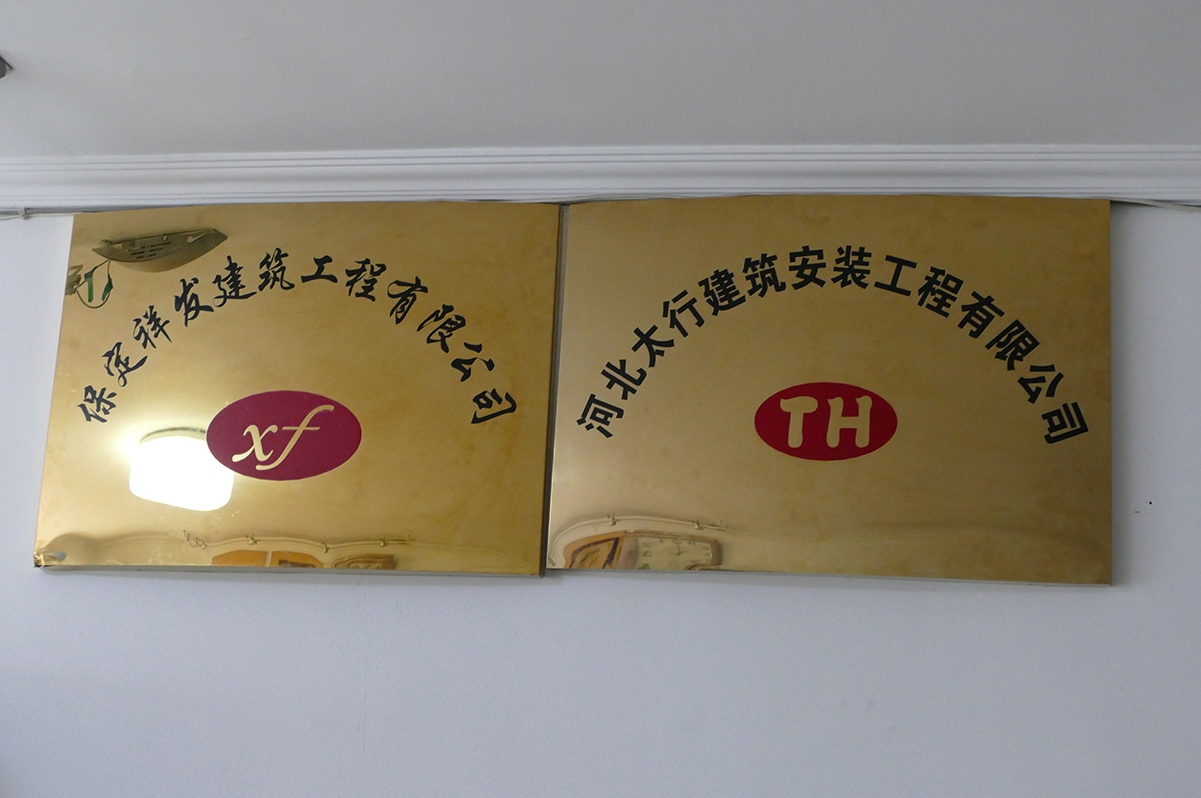 保定祥发建筑工程有限公司
xf
河北太行建筑安装工程有限公司
TH